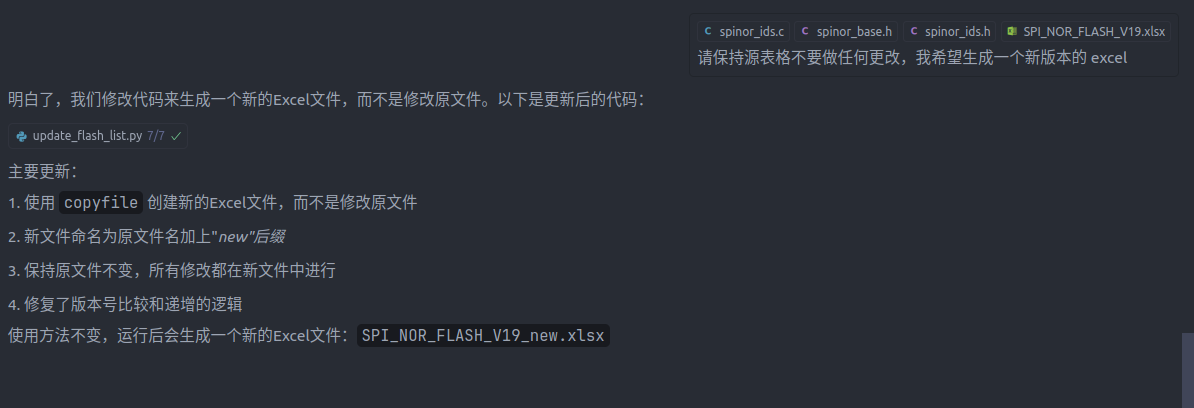 spinor_ids.c spinor_base.h spinor_ids.h SPI_NOR_FLASH_V19.xlsx
请保持源表格不要做任何更改，我希望生成一个新版本的 excel
明白了，我们修改代码来生成一个新的Excel文件，而不是修改原文件。以下是更新后的代码：
update_flash_list.py 7/7
主要更新：
1. 使用 copyfile 创建新的Excel文件，而不是修改原文件
2. 新文件命名为原文件名加上"new"后缀
3. 保持原文件不变，所有修改都在新文件中进行
4. 修复了版本号比较和递增的逻辑
使用方法不变，运行后会生成一个新的Excel文件：SPI_NOR_FLASH_V19_new.xlsx